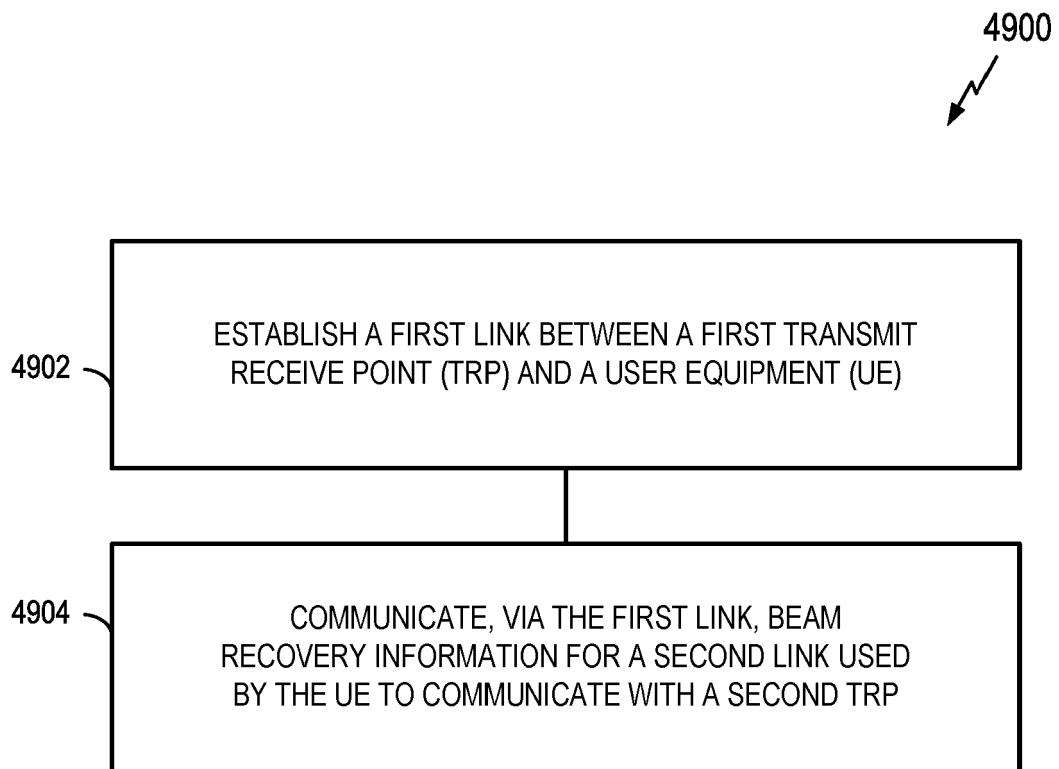 4900
4902
ESTABLISH A FIRST LINK BETWEEN A FIRST TRANSMIT
RECEIVE POINT (TRP) AND A USER EQUIPMENT (UE)
4904
COMMUNICATE, VIA THE FIRST LINK, BEAM
RECOVERY INFORMATION FOR A SECOND LINK USED
BY THE UE TO COMMUNICATE WITH A SECOND TRP